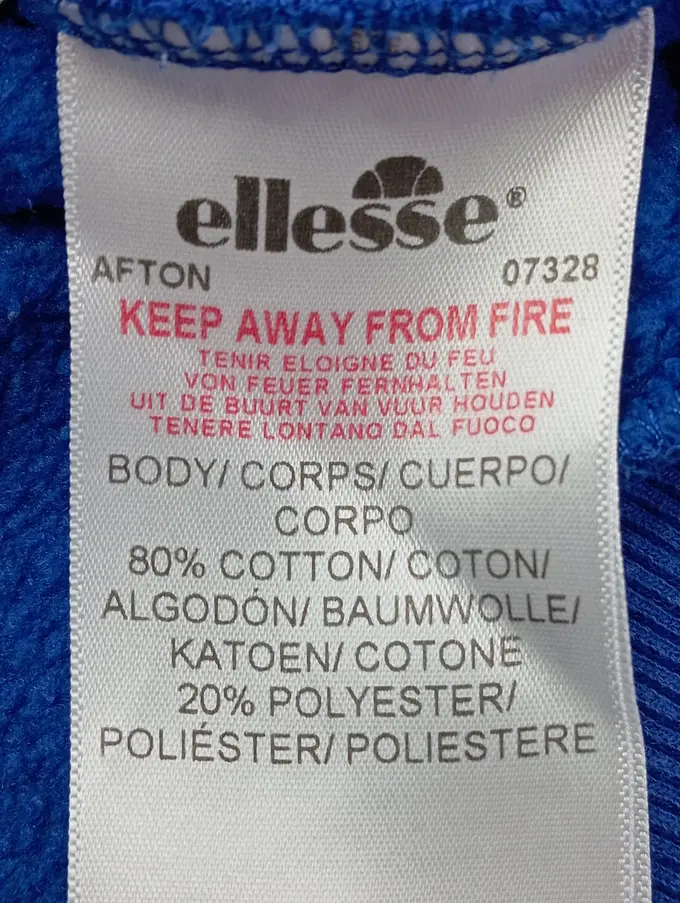 ellesse®
AFTON 07328
KEEP AWAY FROM FIRE
TENIR ELOIGNE DU FEU
VON FEUER FERNHALTEN
UIT DE BUURT VAN VUUR HOUDEN
TENERE LONTANO DAL FUOCO
BODY/ CORPS/ CUERPO/
CORPO
80% COTTON/ COTON/
ALGODÓN/ BAUMWOLLE/
KATOEN/ COTONE
20% POLYESTER/
POLIÉSTER/ POLIESTERE